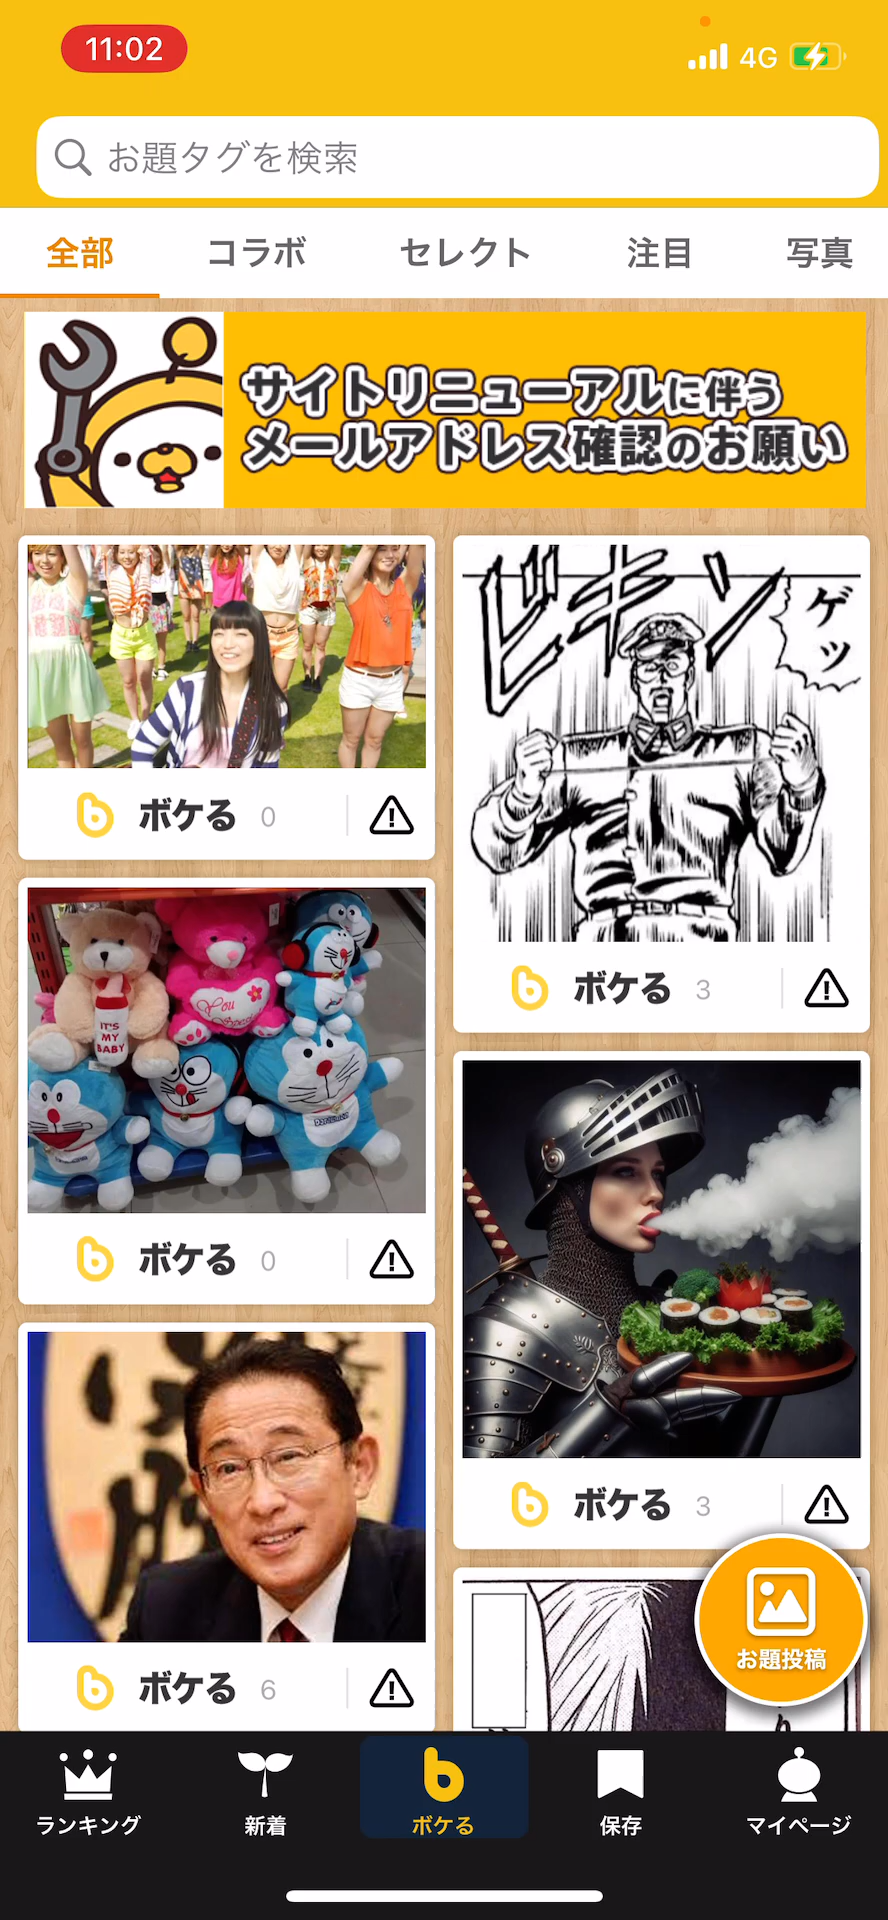 11:02
4G
お題タグを検索
全部 コラボ セレクト 注目 写真
サイトリニューアルに伴う
メールアドレス確認のお願い
ビキン
ゲッ
ボケる 0
IT'S
MY
BABY
You
ボケる 3
ボケる 0
ボケる 3
ボケる 6
お題投稿
ランキング 新着 ボケる 保存 マイページ